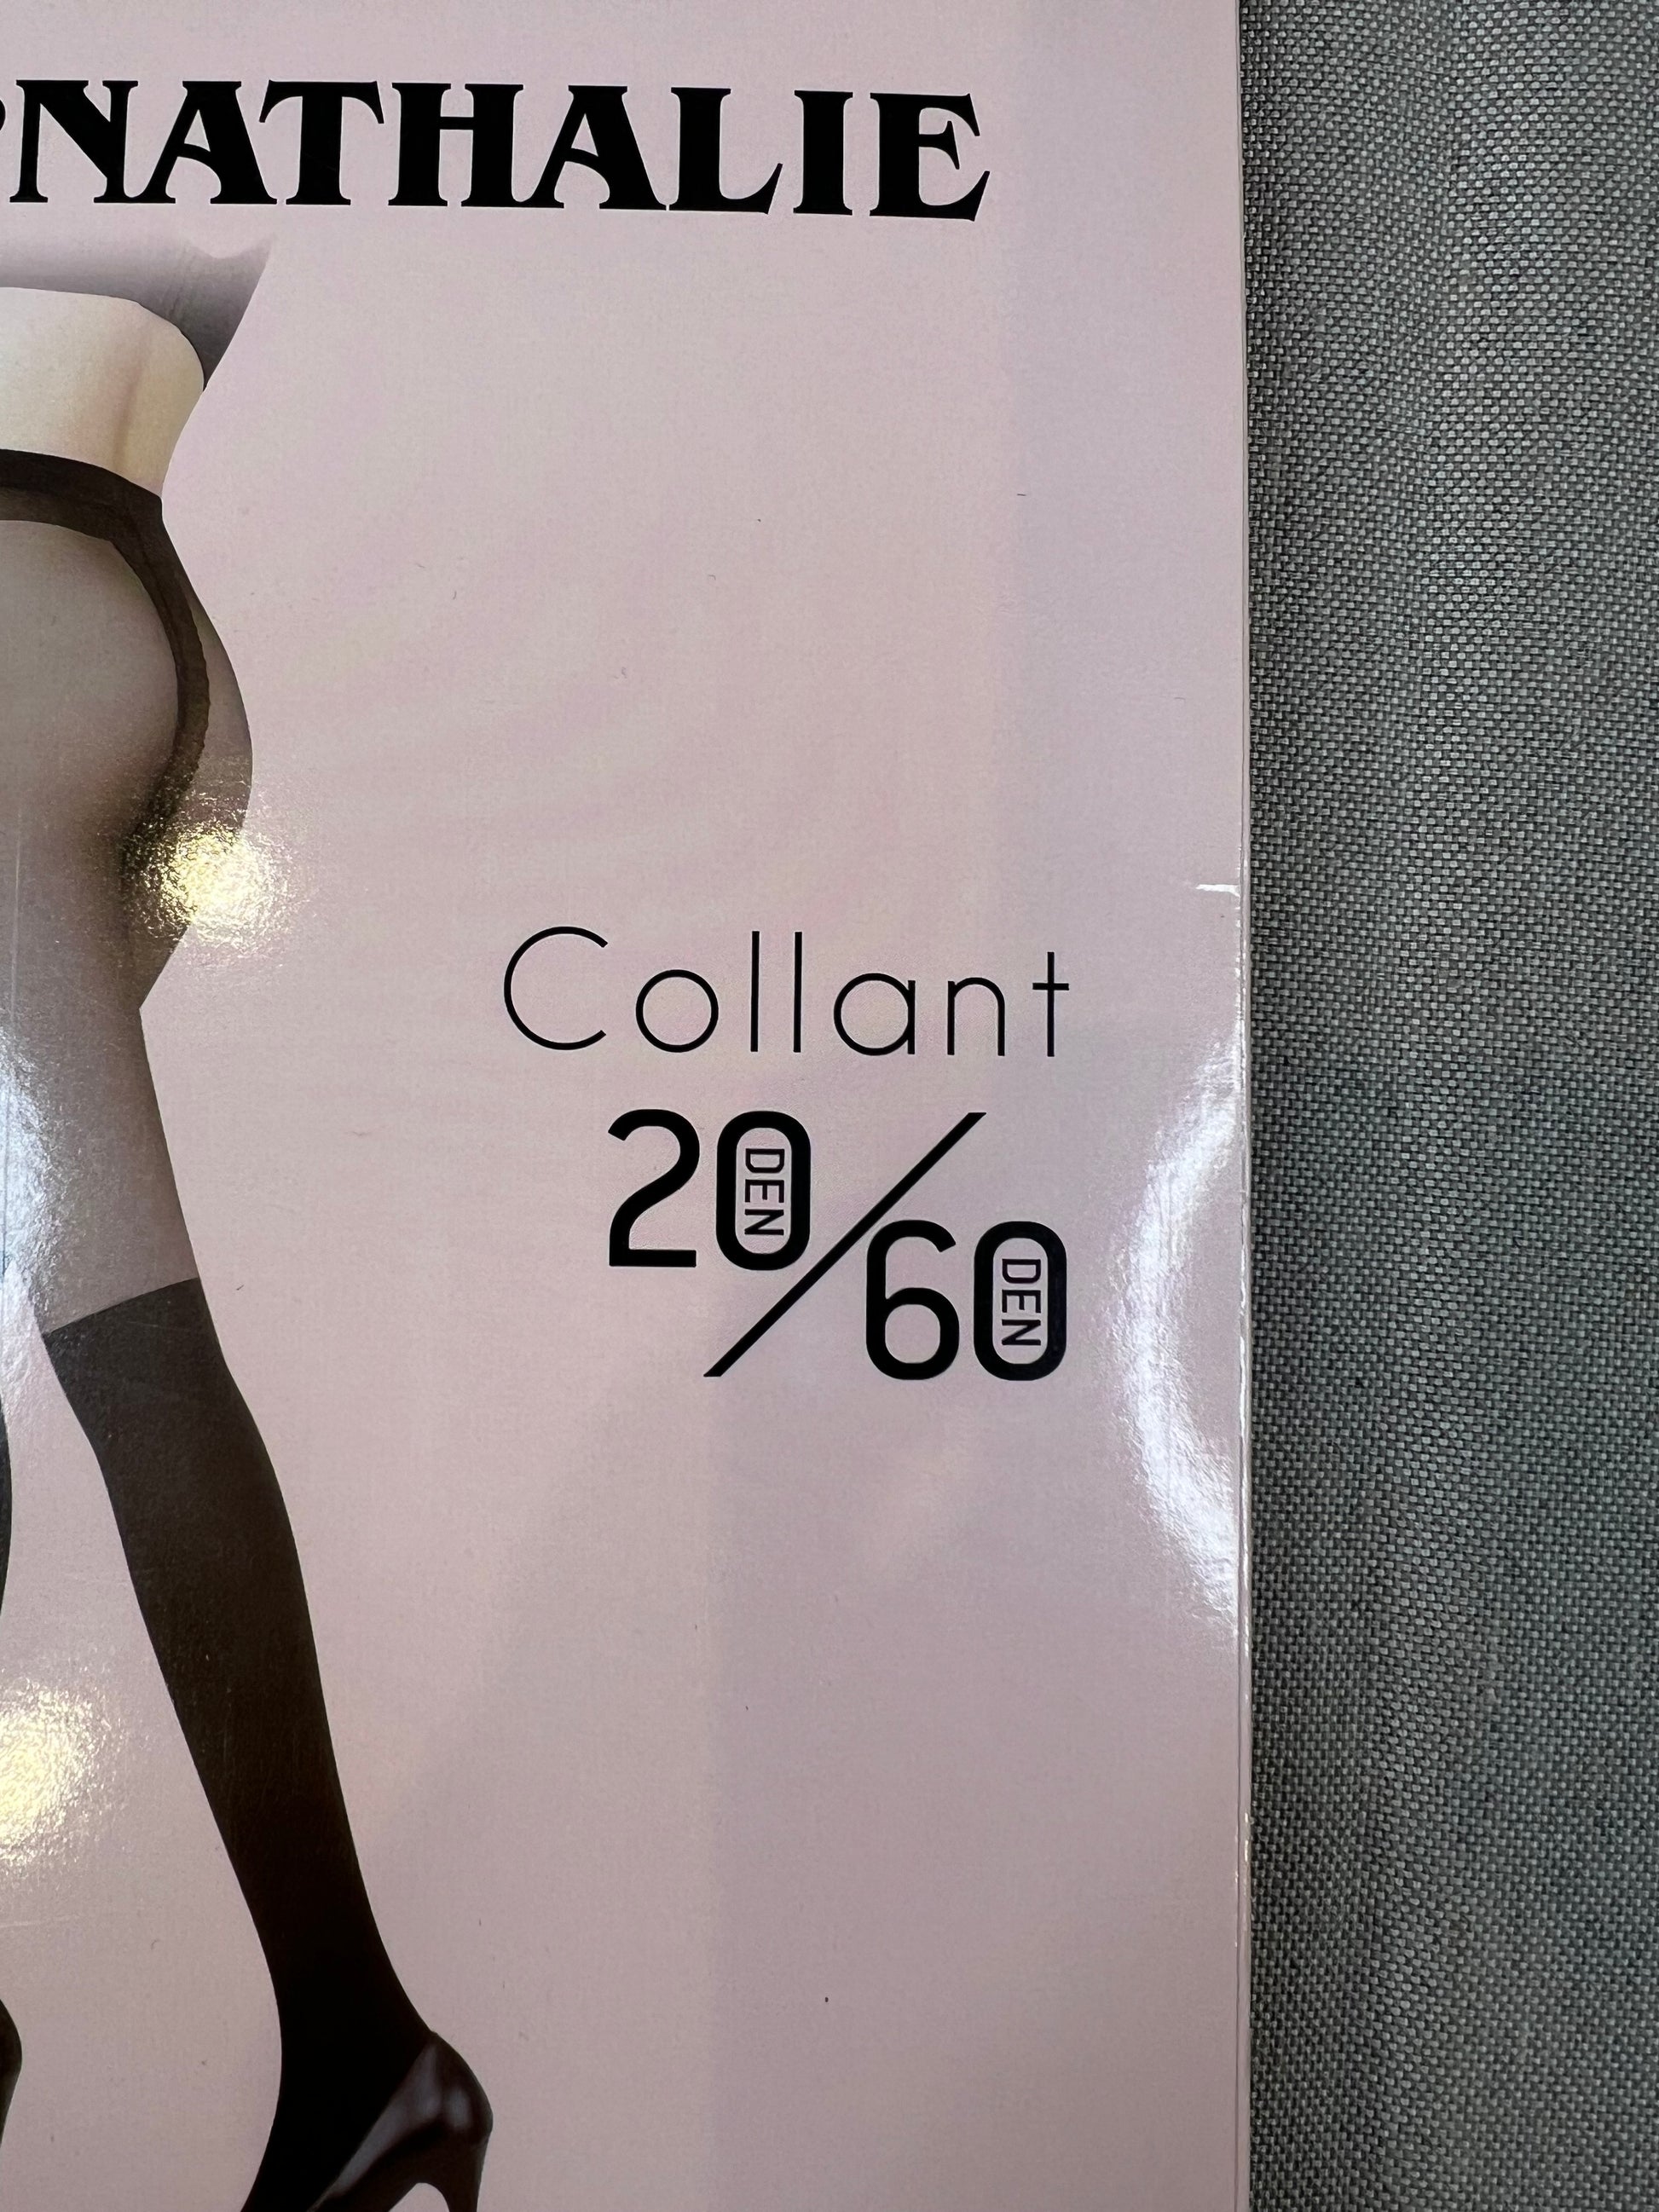 NATHALIE
Collant
20 DEN / 60 DEN